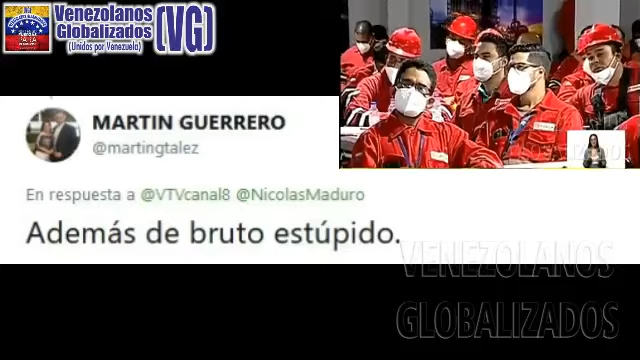 Venezolanos
Globalizados
(Unidos por Venezuela)
(VG)
MARTIN GUERRERO
@martingtalez
En respuesta a @VTVcanal8 @NicolasMaduro
Además de bruto estúpido.
VENEZOLANOS
GLOBALIZADOS